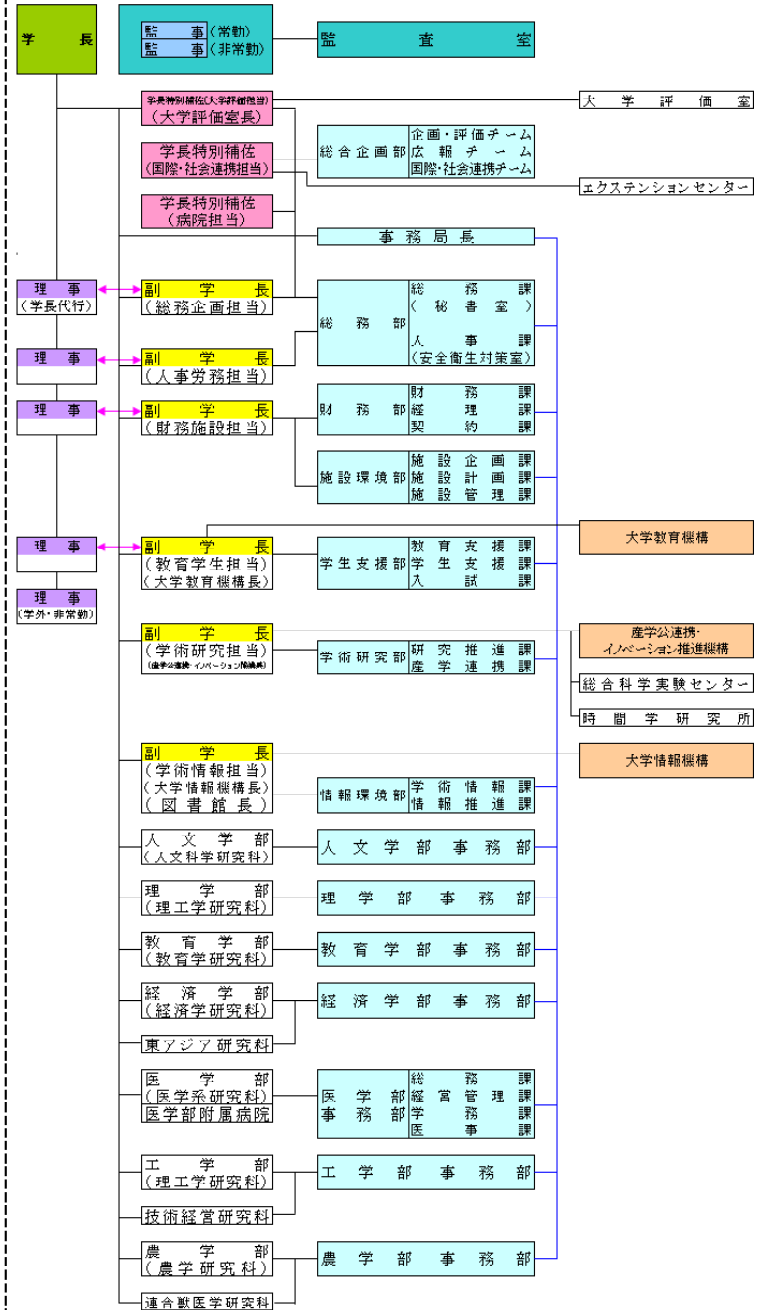 学長
監事(常勤)
監事(非常勤)
監査室
学長特別補佐(大学評価担当)
(大学評価室長)
大学評価室
学長特別補佐
(国際・社会連携担当)
総合企画部
企画・評価チーム
広報チーム
国際・社会連携チーム
エクステンションセンター
学長特別補佐
(病院担当)
事務局長
理事
(学長代行)
副学長
(総務企画担当)
総務部
総務課
(秘書室)
人事課
(安全衛生対策室)
理事
副学長
(人事労務担当)
理事
副学長
(財務施設担当)
財務部
財務課
経理課
契約課
施設環境部
施設企画課
施設計画課
施設管理課
理事
副学長
(教育学生担当)
(大学教育機構長)
学生支援部
教育支援課
学生支援課
入試課
大学教育機構
理事
(学外・非常勤)
副学長
(学術研究担当)
学術研究部
研究推進課
産学連携課
産学公連携・
イノベーション推進機構
総合科学実験センター
時間学研究所
副学長
(学術情報担当)
(大学情報機構長)
(図書館長)
情報環境部
学術情報課
情報推進課
大学情報機構
人文学部
(人文科学研究科)
人文学部事務部
理学部
(理工学研究科)
理学部事務部
教育学部
(教育学研究科)
教育学部事務部
経済学部
(経済学研究科)
経済学部事務部
東アジア研究科
医学部
(医学系研究科)
医学部附属病院
医学部
事務部
総務課
経営管理課
学務課
医事課
工学部
(理工学研究科)
工学部事務部
技術経営研究科
農学部
(農学研究科)
農学部事務部
連合獣医学研究科